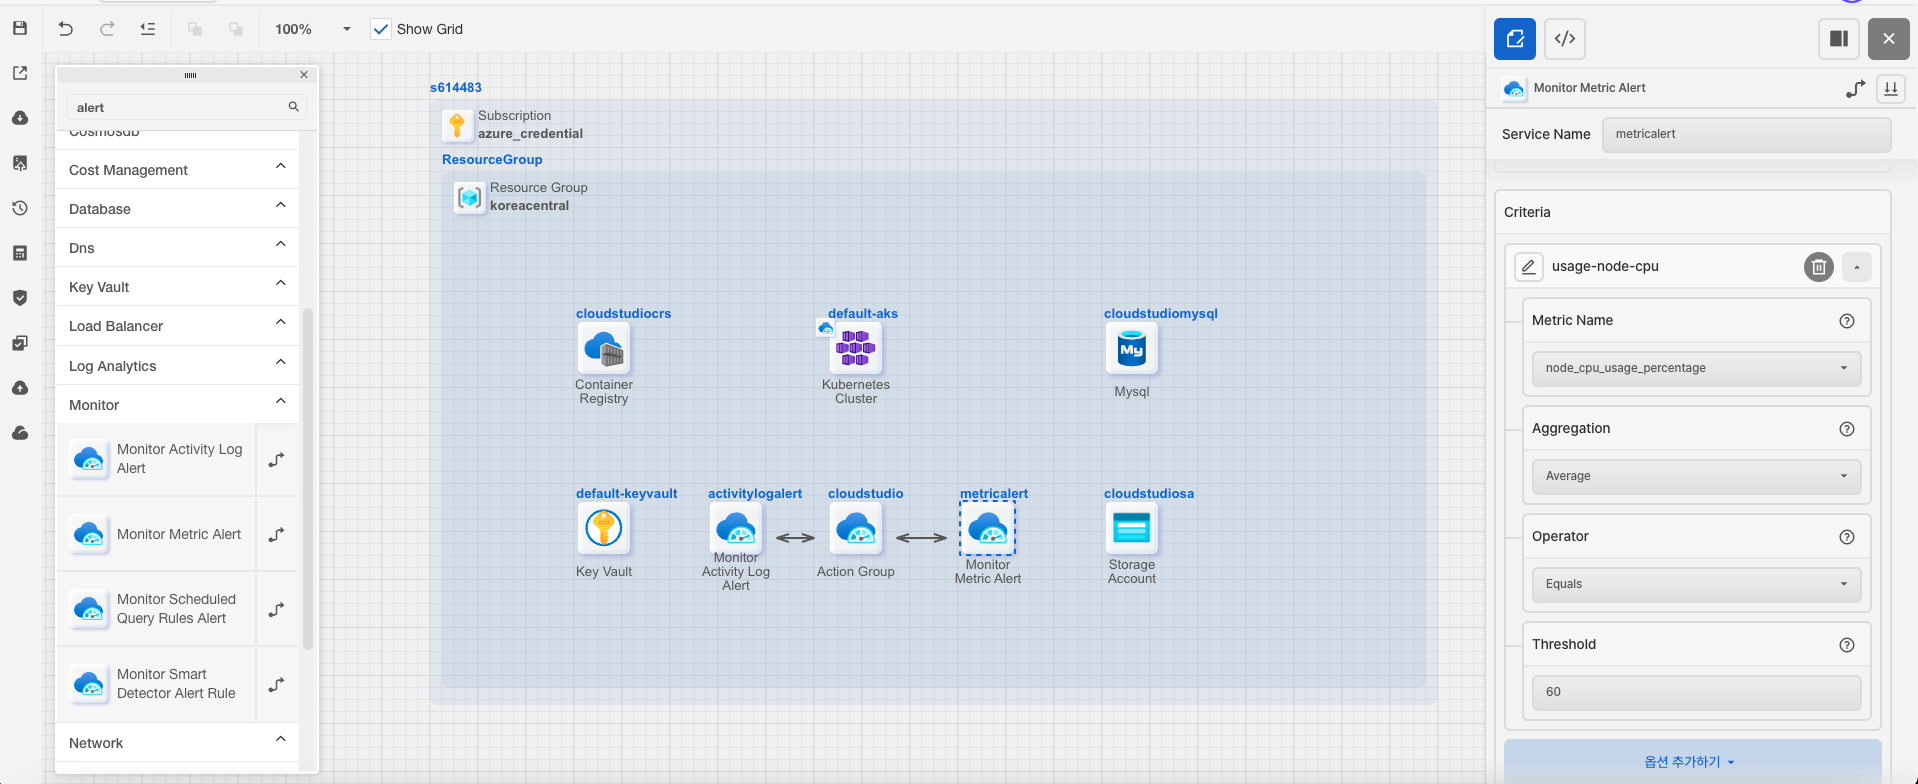 100%
Show Grid
alert
Cosmosdb
Cost Management
Database
Dns
Key Vault
Load Balancer
Log Analytics
Monitor
Monitor Activity Log
Alert
Monitor Metric Alert
Monitor Scheduled
Query Rules Alert
Monitor Smart
Detector Alert Rule
Network
s614483
Subscription
azure_credential
ResourceGroup
Resource Group
koreacentral
cloudstudiocrs
Container
Registry
default-aks
Kubernetes
Cluster
cloudstudiomysql
My
Mysql
default-keyvault
Key Vault
activitylogalert
Monitor
Activity Log
Alert
cloudstudio
Action Group
metricalert
Monitor
Metric Alert
cloudstudiosa
Storage
Account
Monitor Metric Alert
Service Name
metricalert
Criteria
usage-node-cpu
Metric Name
node_cpu_usage_percentage
Aggregation
Average
Operator
Equals
Threshold
60
옵션 추가하기